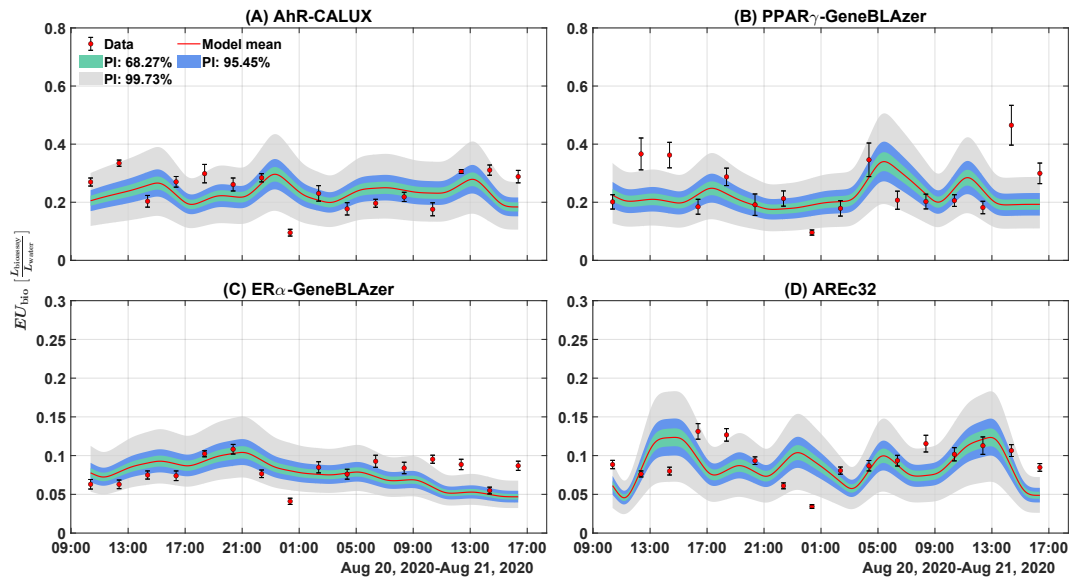 (A) AhR-CALUX
(B) PPARγ-GeneBLAzer
0.8
0.6
0.4
0.2
0
Data
Model mean
PI: 68.27%
PI: 95.45%
PI: 99.73%
0.8
0.6
0.4
0.2
0
EU_bio [L_bioassay/L_water]
(C) ERα-GeneBLAzer
(D) AREc32
0.3
0.25
0.2
0.15
0.1
0.05
0
0.3
0.25
0.2
0.15
0.1
0.05
0
09:00 13:00 17:00 21:00 01:00 05:00 09:00 13:00 17:00
Aug 20, 2020-Aug 21, 2020
09:00 13:00 17:00 21:00 01:00 05:00 09:00 13:00 17:00
Aug 20, 2020-Aug 21, 2020